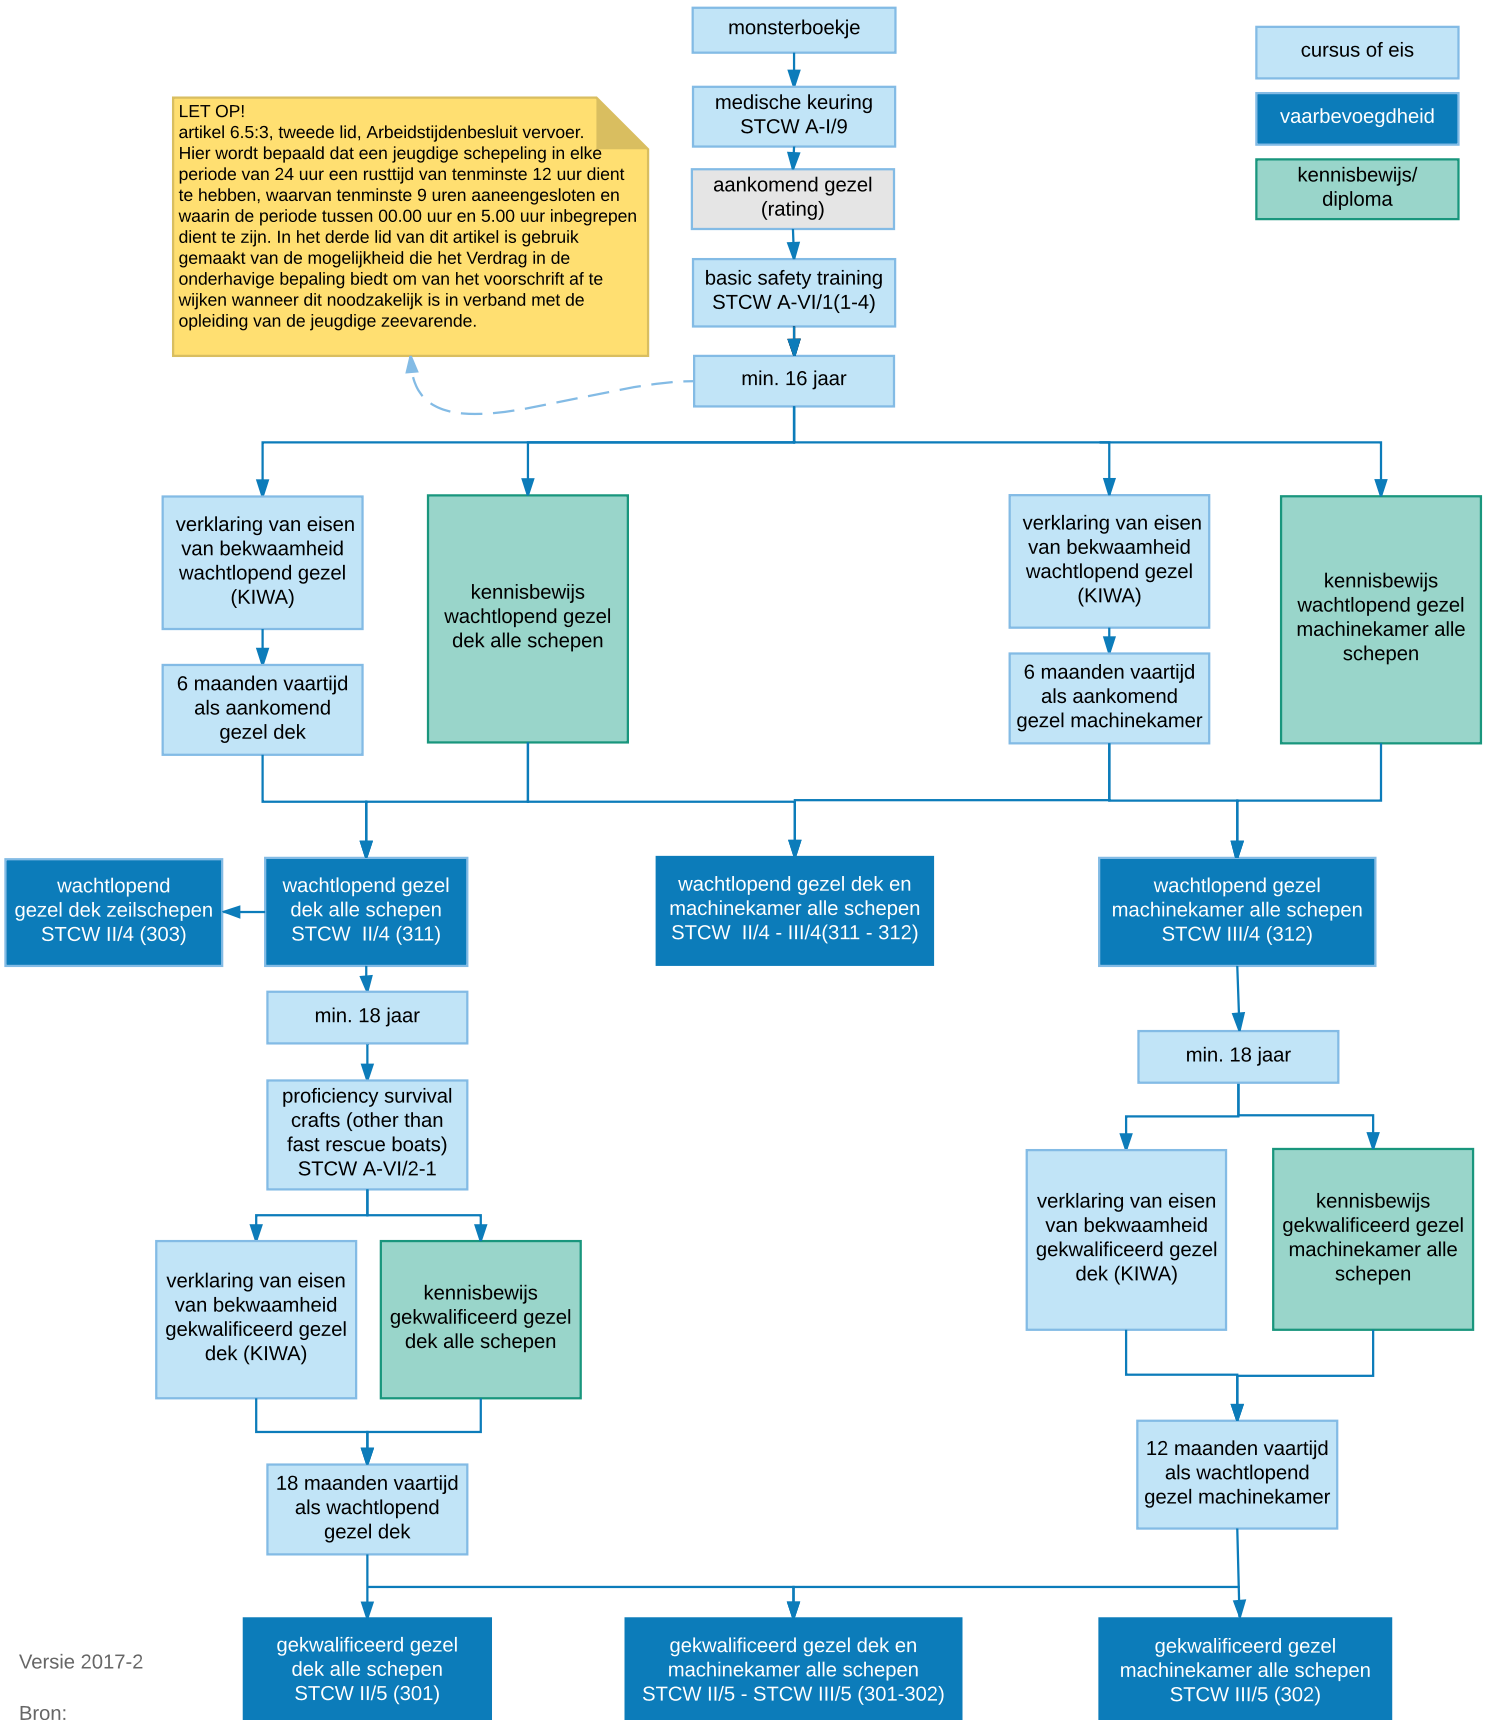 monsterboekje
cursus of eis
medische keuring
STCW A-I/9
vaarbevoegdheid
LET OP!
artikel 6.5:3, tweede lid, Arbeidstijdenbesluit vervoer.
Hier wordt bepaald dat een jeugdige schepeling in elke
periode van 24 uur een rusttijd van tenminste 12 uur dient
te hebben, waarvan tenminste 9 uren aaneengesloten en
waarin de periode tussen 00.00 uur en 5.00 uur inbegrepen
dient te zijn. In het derde lid van dit artikel is gebruik
gemaakt van de mogelijkheid die het Verdrag in de
onderhavige bepaling biedt om van het voorschrift af te
wijken wanneer dit noodzakelijk is in verband met de
opleiding van de jeugdige zeevarende.
aankomend gezel
(rating)
kennisbewijs/
diploma
basic safety training
STCW A-VI/1(1-4)
min. 16 jaar
verklaring van eisen
van bekwaamheid
wachtlopend gezel
(KIWA)
kennisbewijs
wachtlopend gezel
dek alle schepen
verklaring van eisen
van bekwaamheid
wachtlopend gezel
(KIWA)
kennisbewijs
wachtlopend gezel
machinekamer alle
schepen
6 maanden vaartijd
als aankomend
gezel dek
6 maanden vaartijd
als aankomend
gezel machinekamer
wachtlopend
gezel dek zeilschepen
STCW II/4 (303)
wachtlopend gezel
dek alle schepen
STCW  II/4 (311)
wachtlopend gezel dek en
machinekamer alle schepen
STCW  II/4 - III/4(311 - 312)
wachtlopend gezel
machinekamer alle schepen
STCW III/4 (312)
min. 18 jaar
min. 18 jaar
proficiency survival
crafts (other than
fast rescue boats)
STCW A-VI/2-1
verklaring van eisen
van bekwaamheid
gekwalificeerd gezel
dek (KIWA)
kennisbewijs
gekwalificeerd gezel
machinekamer alle
schepen
verklaring van eisen
van bekwaamheid
gekwalificeerd gezel
dek (KIWA)
kennisbewijs
gekwalificeerd gezel
dek alle schepen
12 maanden vaartijd
als wachtlopend
gezel machinekamer
18 maanden vaartijd
als wachtlopend
gezel dek
gekwalificeerd gezel
dek alle schepen
STCW II/5 (301)
gekwalificeerd gezel dek en
machinekamer alle schepen
STCW II/5 - STCW III/5 (301-302)
gekwalificeerd gezel
machinekamer alle schepen
STCW III/5 (302)
Versie 2017-2
Bron: